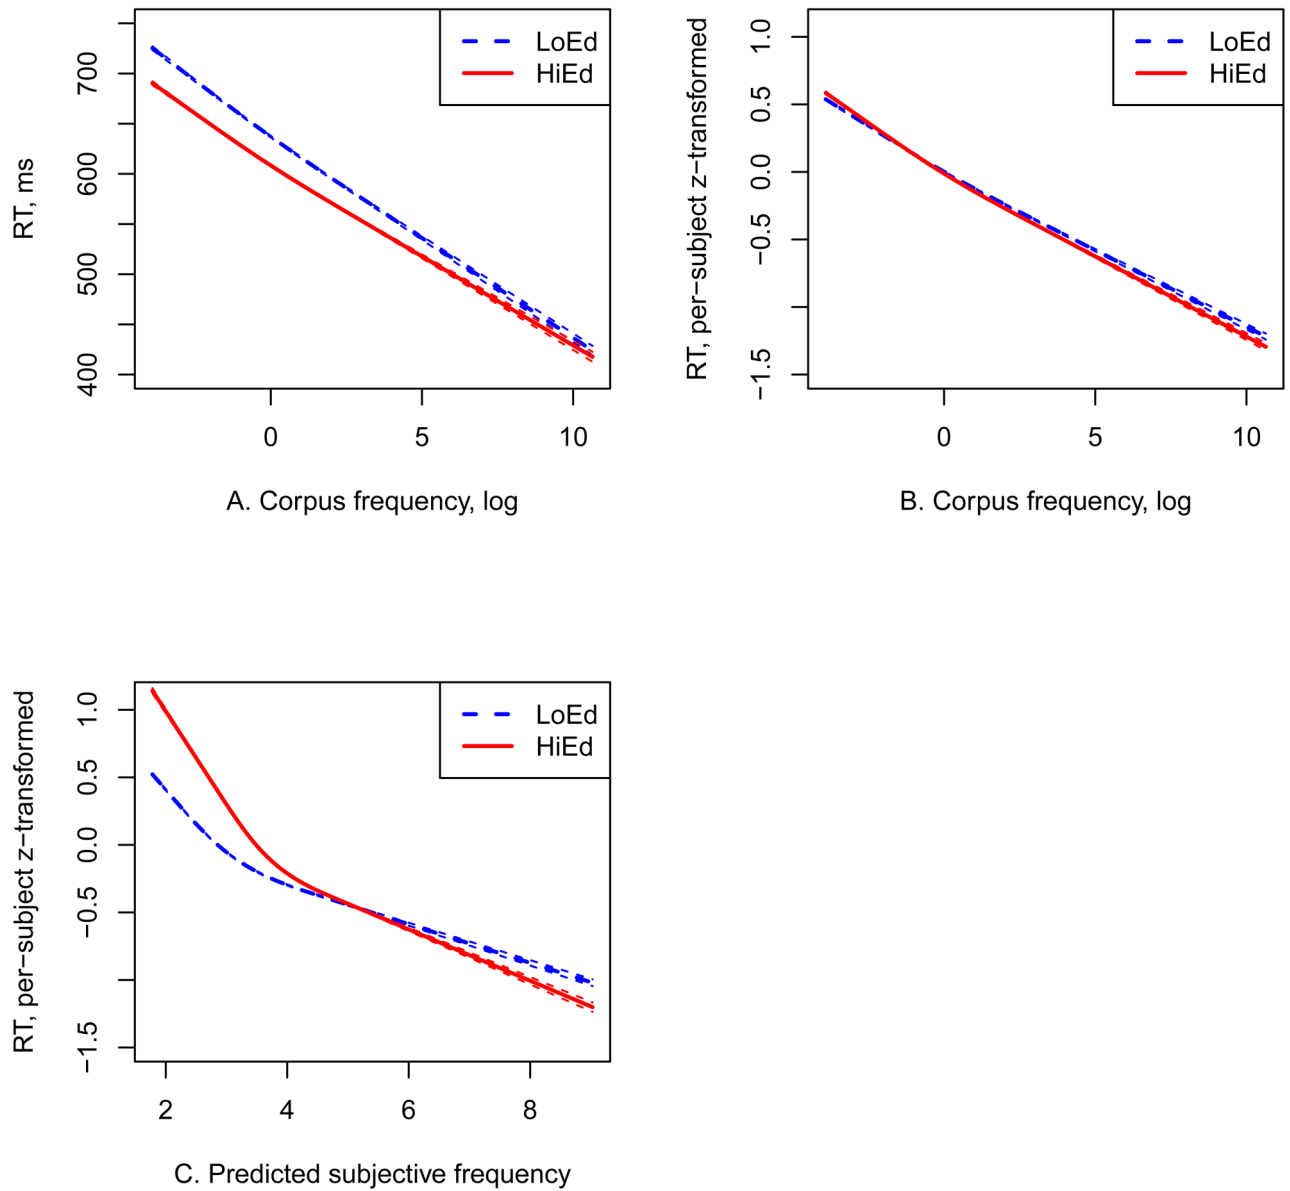 RT, ms
700
600
500
400
LoEd
HiEd
0 5 10
A. Corpus frequency, log
RT, per−subject z−transformed
1.0
0.5
0.0
−0.5
−1.5
LoEd
HiEd
0 5 10
B. Corpus frequency, log
RT, per−subject z−transformed
1.0
0.5
0.0
−0.5
−1.5
LoEd
HiEd
2 4 6 8
C. Predicted subjective frequency